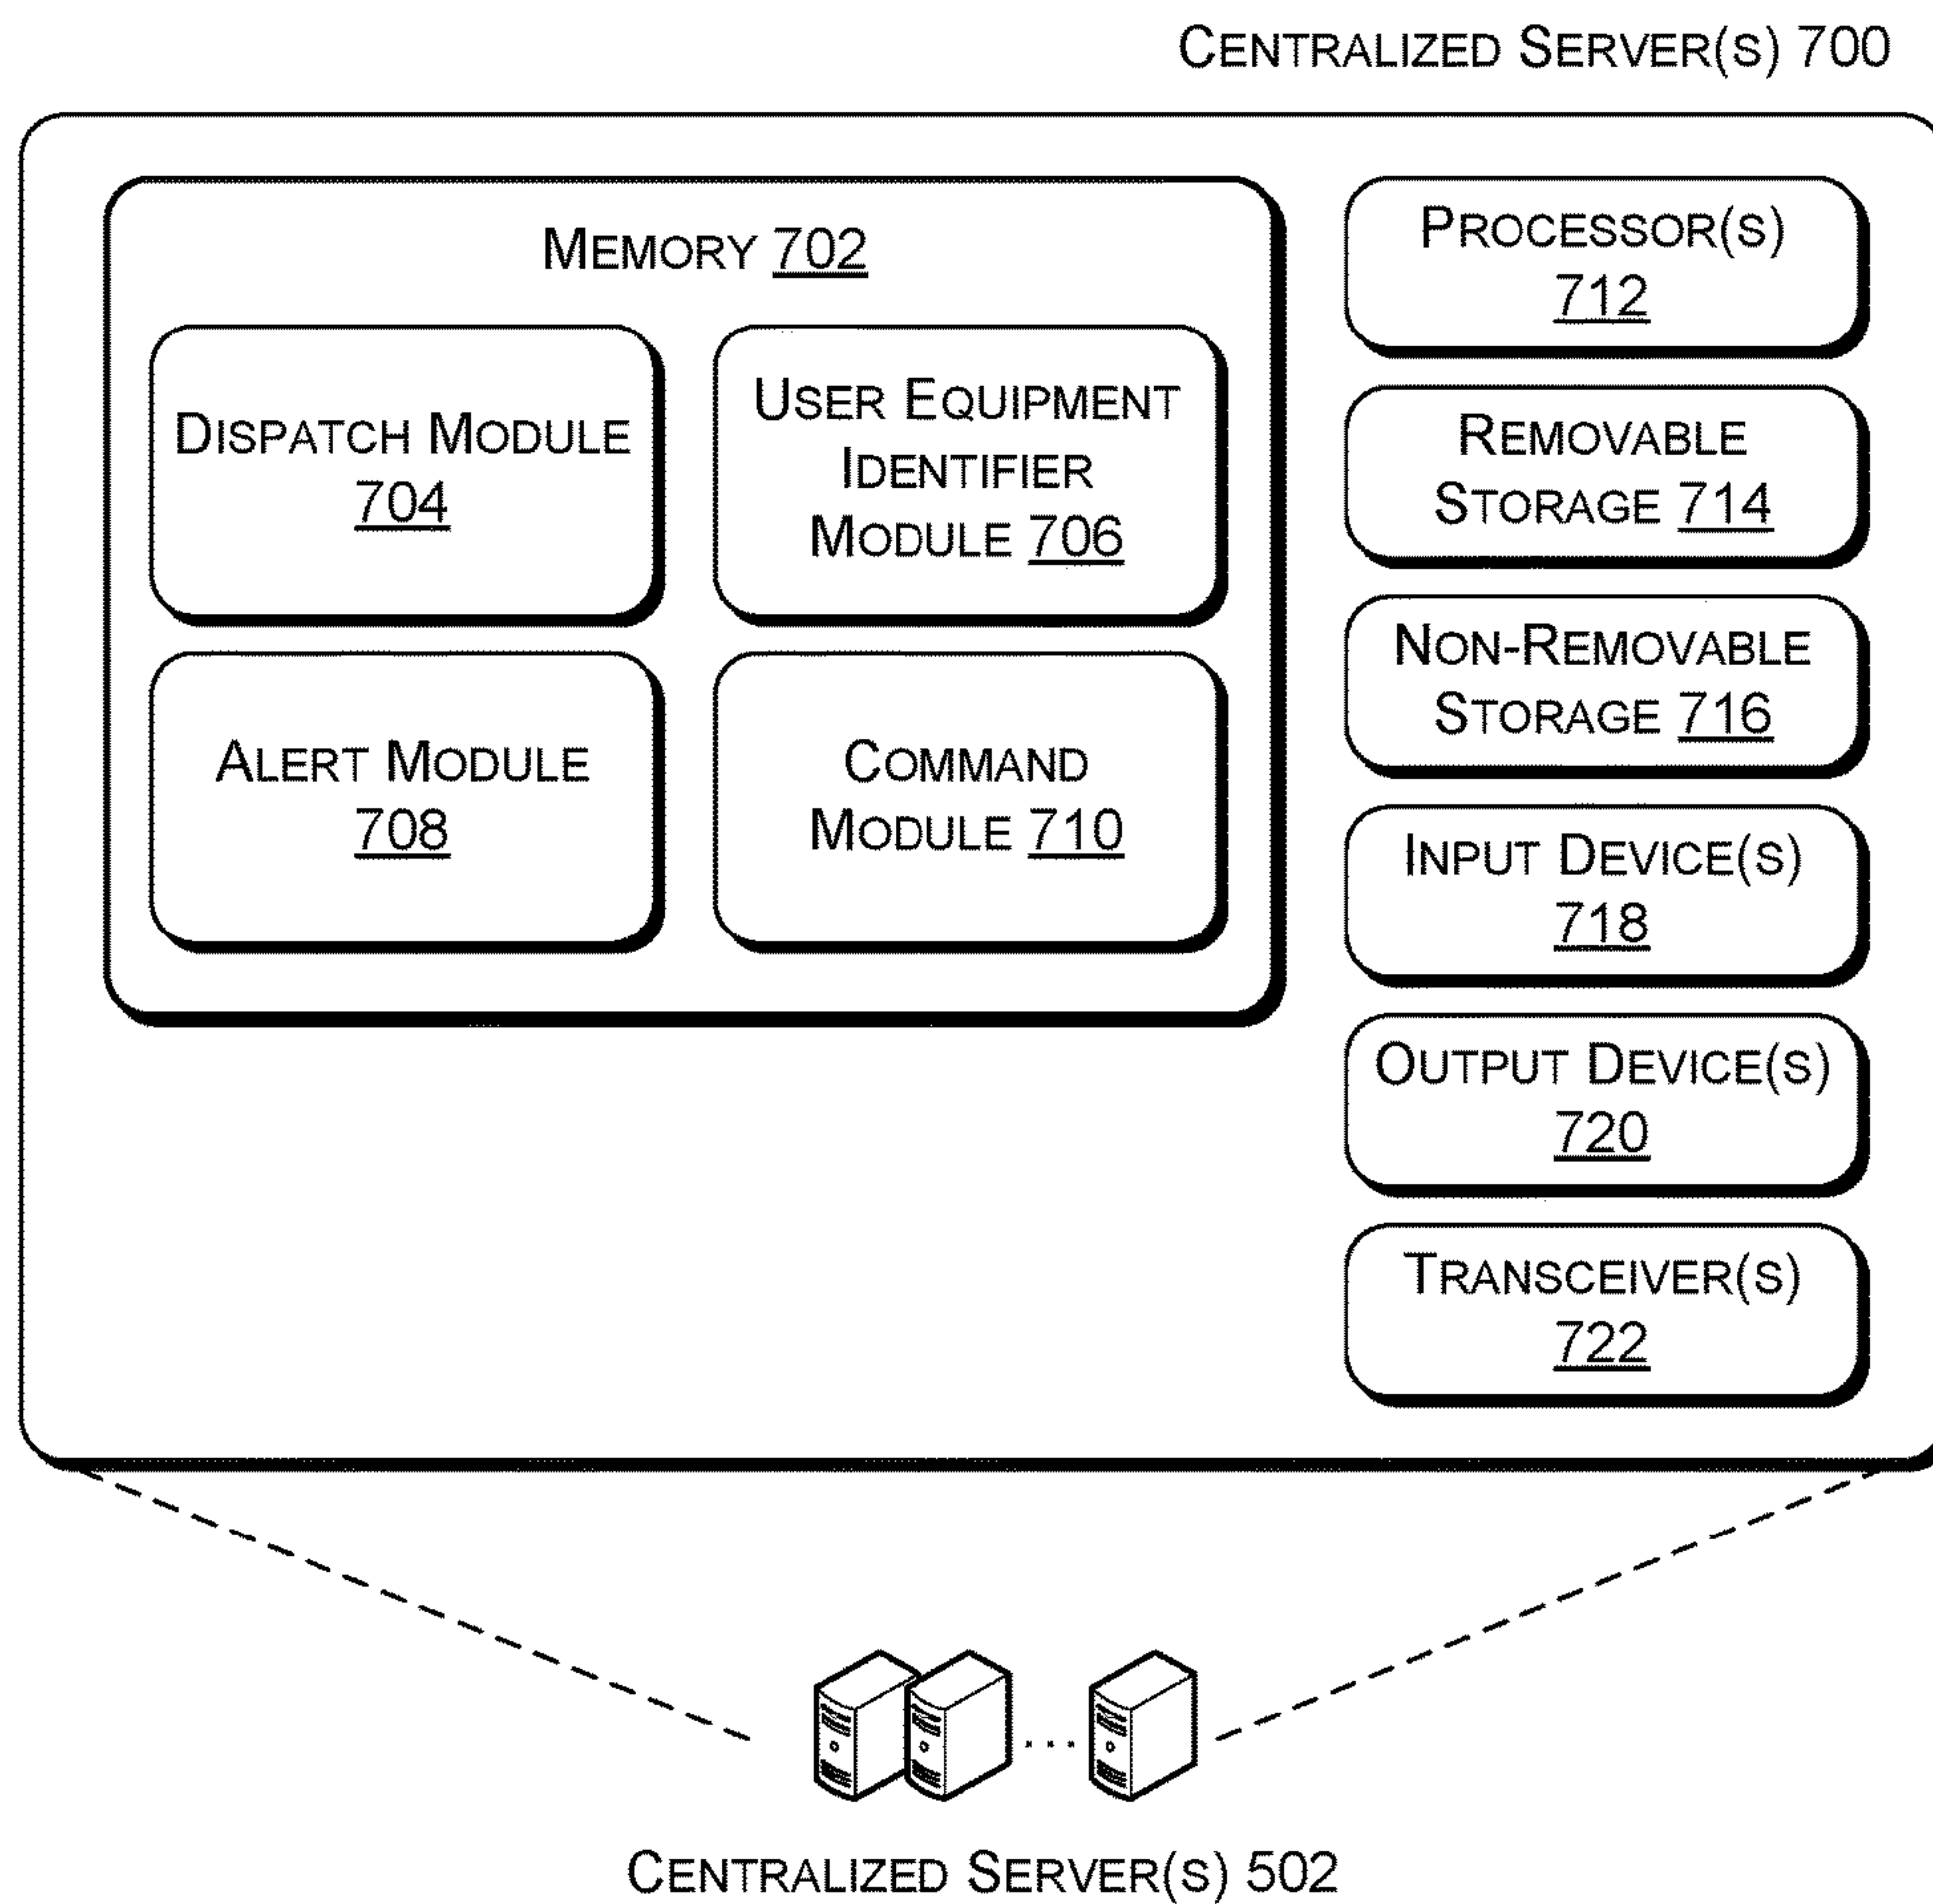 CENTRALIZED SERVER(S) 700
MEMORY 702
DISPATCH MODULE
704
USER EQUIPMENT
IDENTIFIER
MODULE 706
ALERT MODULE
708
COMMAND
MODULE 710
PROCESSOR(S)
712
REMOVABLE
STORAGE 714
NON-REMOVABLE
STORAGE 716
INPUT DEVICE(S)
718
OUTPUT DEVICE(S)
720
TRANSCEIVER(S)
722
...
CENTRALIZED SERVER(S) 502